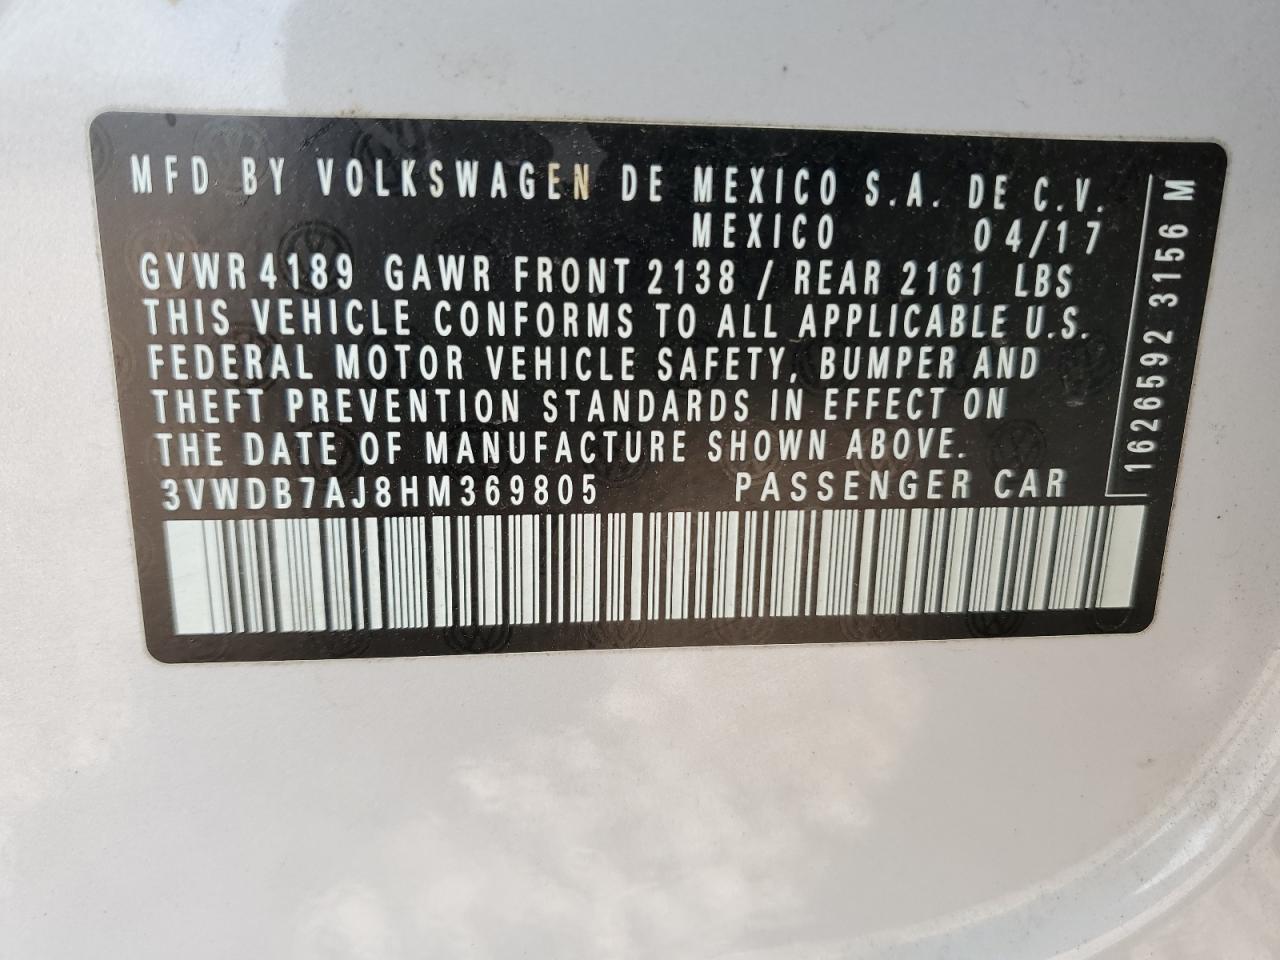 MFD BY VOLKSWAGEN DE MEXICO S.A. DE C.V.
MEXICO 04/17
GVWR 4189 GAWR FRONT 2138 / REAR 2161 LBS
THIS VEHICLE CONFORMS TO ALL APPLICABLE U.S.
FEDERAL MOTOR VEHICLE SAFETY, BUMPER AND
THEFT PREVENTION STANDARDS IN EFFECT ON
THE DATE OF MANUFACTURE SHOWN ABOVE.
3VWDB7AJ8HM369805 PASSENGER CAR
1626592 3156 M